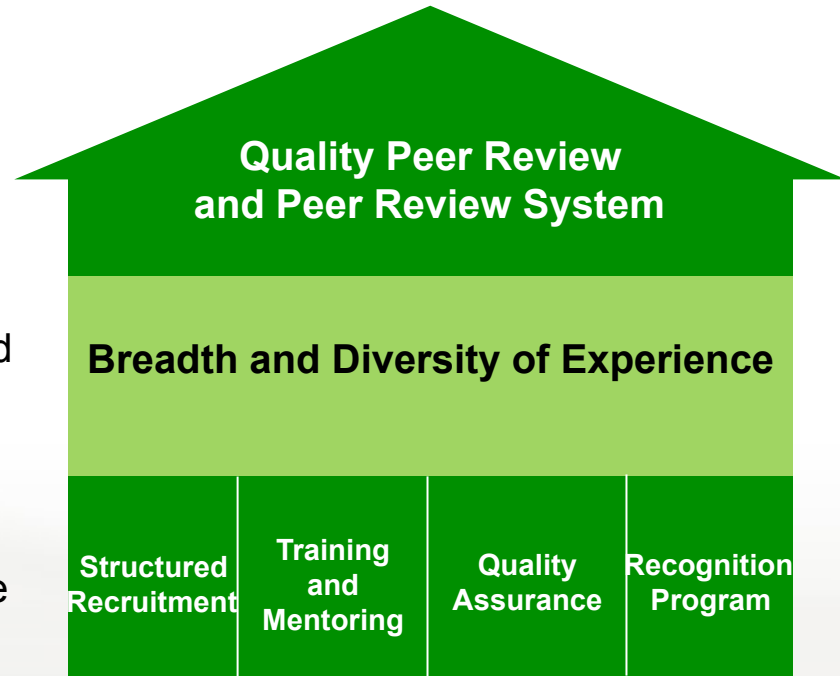 Quality Peer Review
and Peer Review System
d
Breadth and Diversity of Experience
e
Structured
Recruitment
Training
and
Mentoring
Quality
Assurance
Recognition
Program